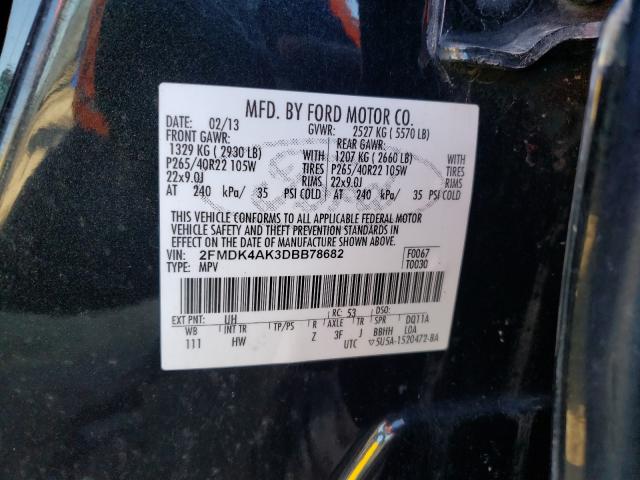 MFD. BY FORD MOTOR CO.
DATE: 02/13 GVWR: 2527 KG ( 5570 LB)
FRONT GAWR: REAR GAWR:
1329 KG ( 2930 LB) WITH 1207 KG ( 2660 LB) WITH
P265/40R22 105W TIRES P265/40R22 105W TIRES
22x9.0J RIMS 22x9.0J RIMS
AT 240 kPa/ 35 PSI COLD AT 240 kPa/ 35 PSI COLD
THIS VEHICLE CONFORMS TO ALL APPLICABLE FEDERAL MOTOR
VEHICLE SAFETY AND THEFT PREVENTION STANDARDS IN
EFFECT ON THE DATE OF MANUFACTURE SHOWN ABOVE.
VIN: 2FMDK4AK3DBB78682 F0067
TYPE: MPV T0030
EXT PNT: UH RC: 53 DSO:
WB INT TR TP/PS R AXLE TR SPR DQ11A
111 HW Z 3F J BBHH LOA
UTC ▽5U5A-1520472-BA